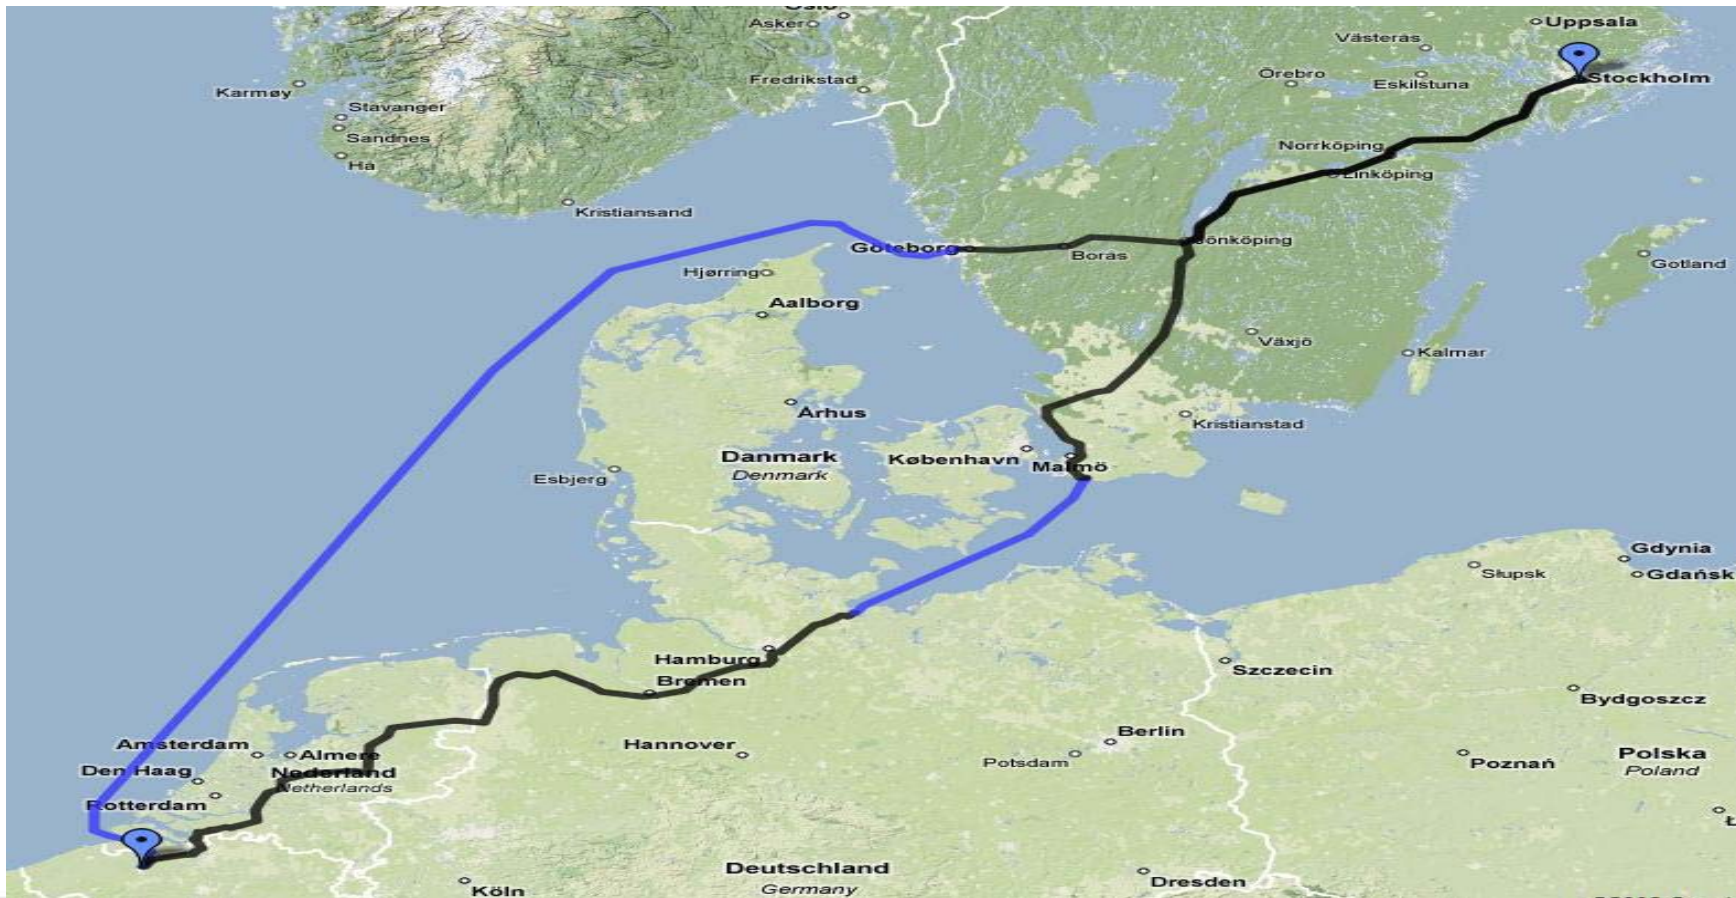 Oslo
Asker
Uppsala
Västerås
Fredrikstad
Örebro
Eskilstuna
Stockholm
Karmøy
Stavanger
Sandnes
Ha
Norrköping
Linköping
Kristiansand
Göteborg
Borås
Jönköping
Gotland
Hjørring
Aalborg
Växjö
Kalmar
Århus
Kristianstad
Danmark
Denmark
København
Malmö
Esbjerg
Gdynia
Słupsk
Gdańsk
Hamburg
Bremen
Szczecin
Bydgoszcz
Amsterdam
Almere
Hannover
Berlin
Potsdam
Polska
Poland
Poznań
Den Haag
Nederland
Netherlands
Rotterdam
Deutschland
Germany
Köln
Dresden